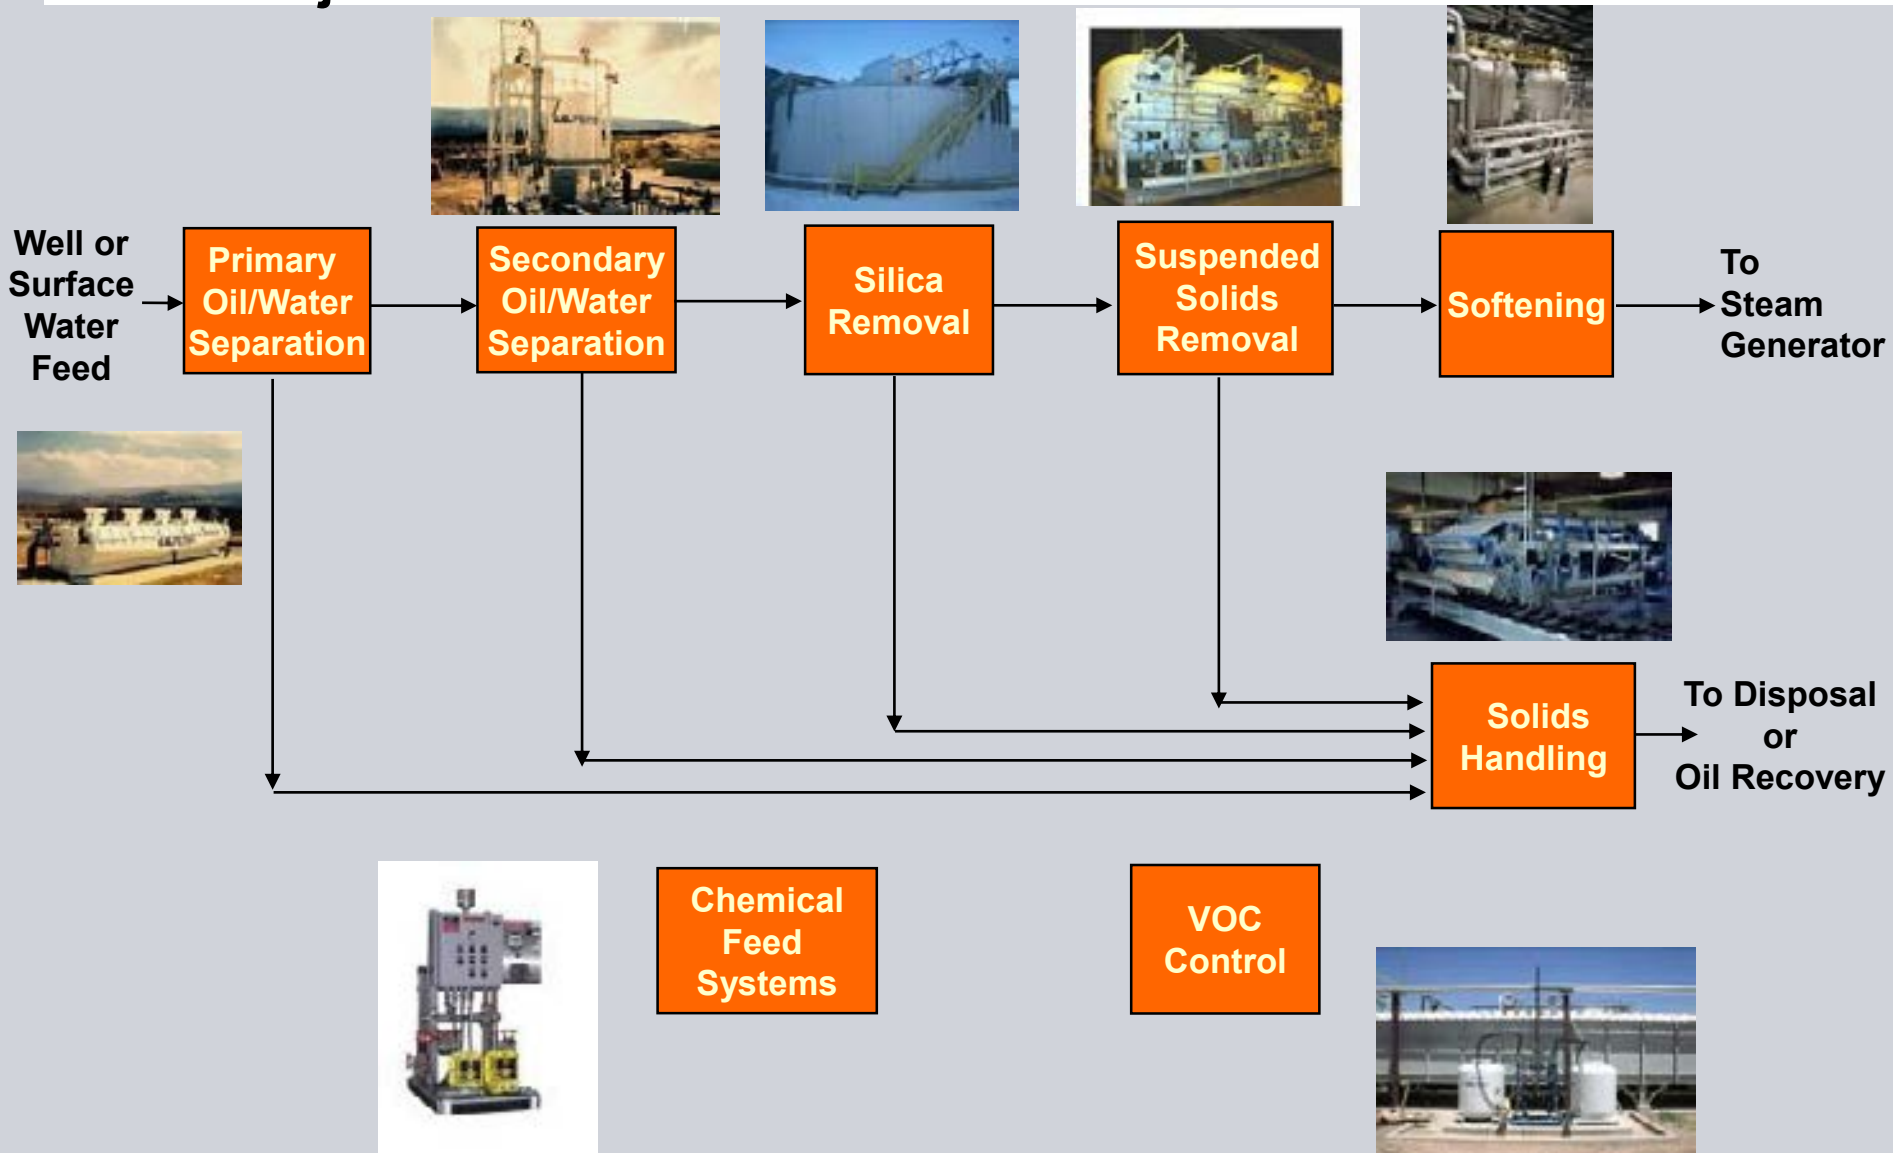 Well or
Surface
Water
Feed
Primary
Oil/Water
Separation
Secondary
Oil/Water
Separation
Silica
Removal
Suspended
Solids
Removal
Softening
To
Steam
Generator
Solids
Handling
To Disposal
or
Oil Recovery
Chemical
Feed
Systems
VOC
Control